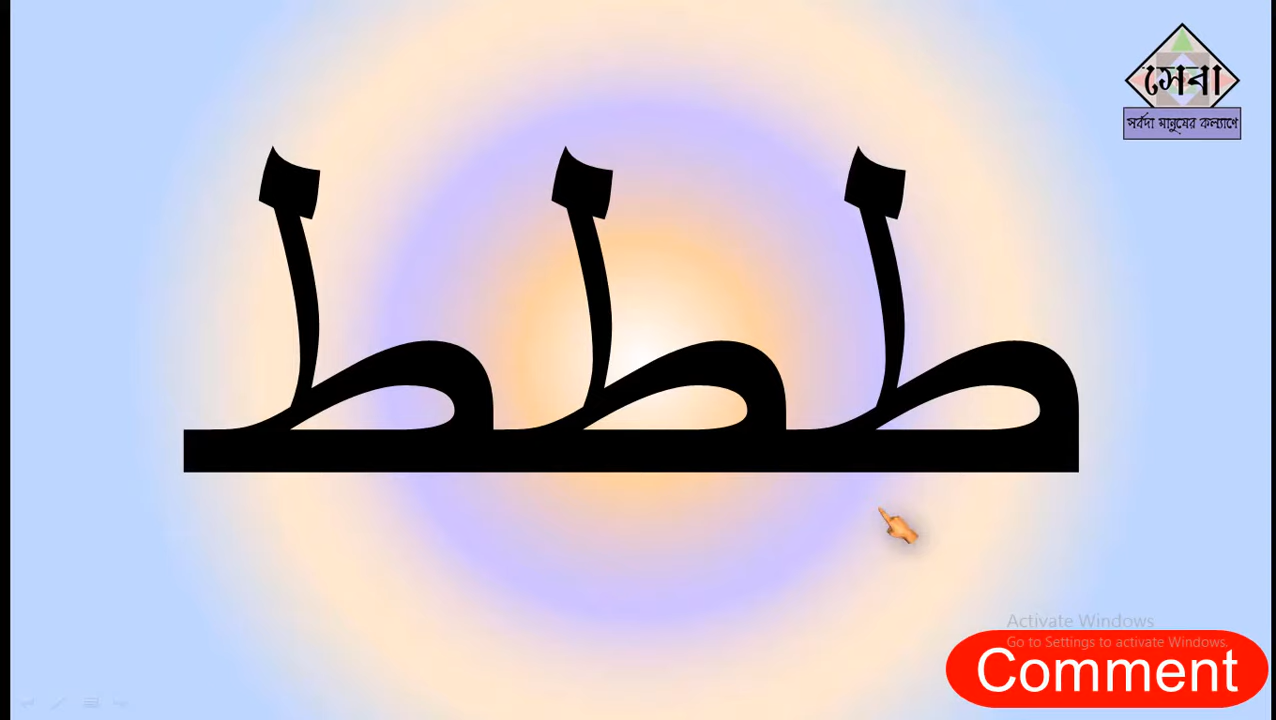 সেবা
সর্বদা মানুষের কল্যাণে
ططط
Activate Windows
Go to Settings to activate Windows.
Comment